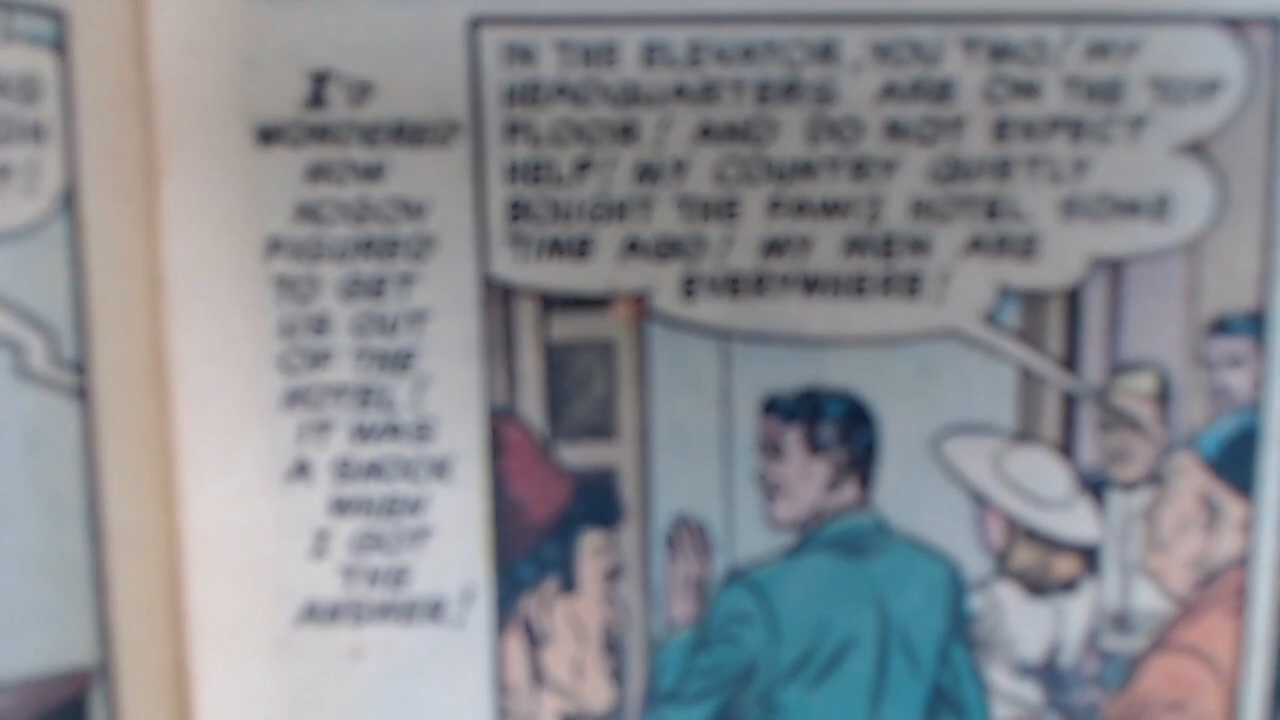 I'D
WONDERED
HOW
FIGURED
TO GET
US OUT
OF THE
HOTEL!
IT WAS
A SHOCK
WHEN
I GOT
THE
ANSWER!
IN THE ELEVATOR, YOU TWO! MY
HEADQUARTERS ARE ON THE TOP
FLOOR! AND DO NOT EXPECT
HELP! MY COUNTRY QUIETLY
BOUGHT THE HOTEL SOME
TIME AGO! MY MEN ARE
EVERYWHERE!